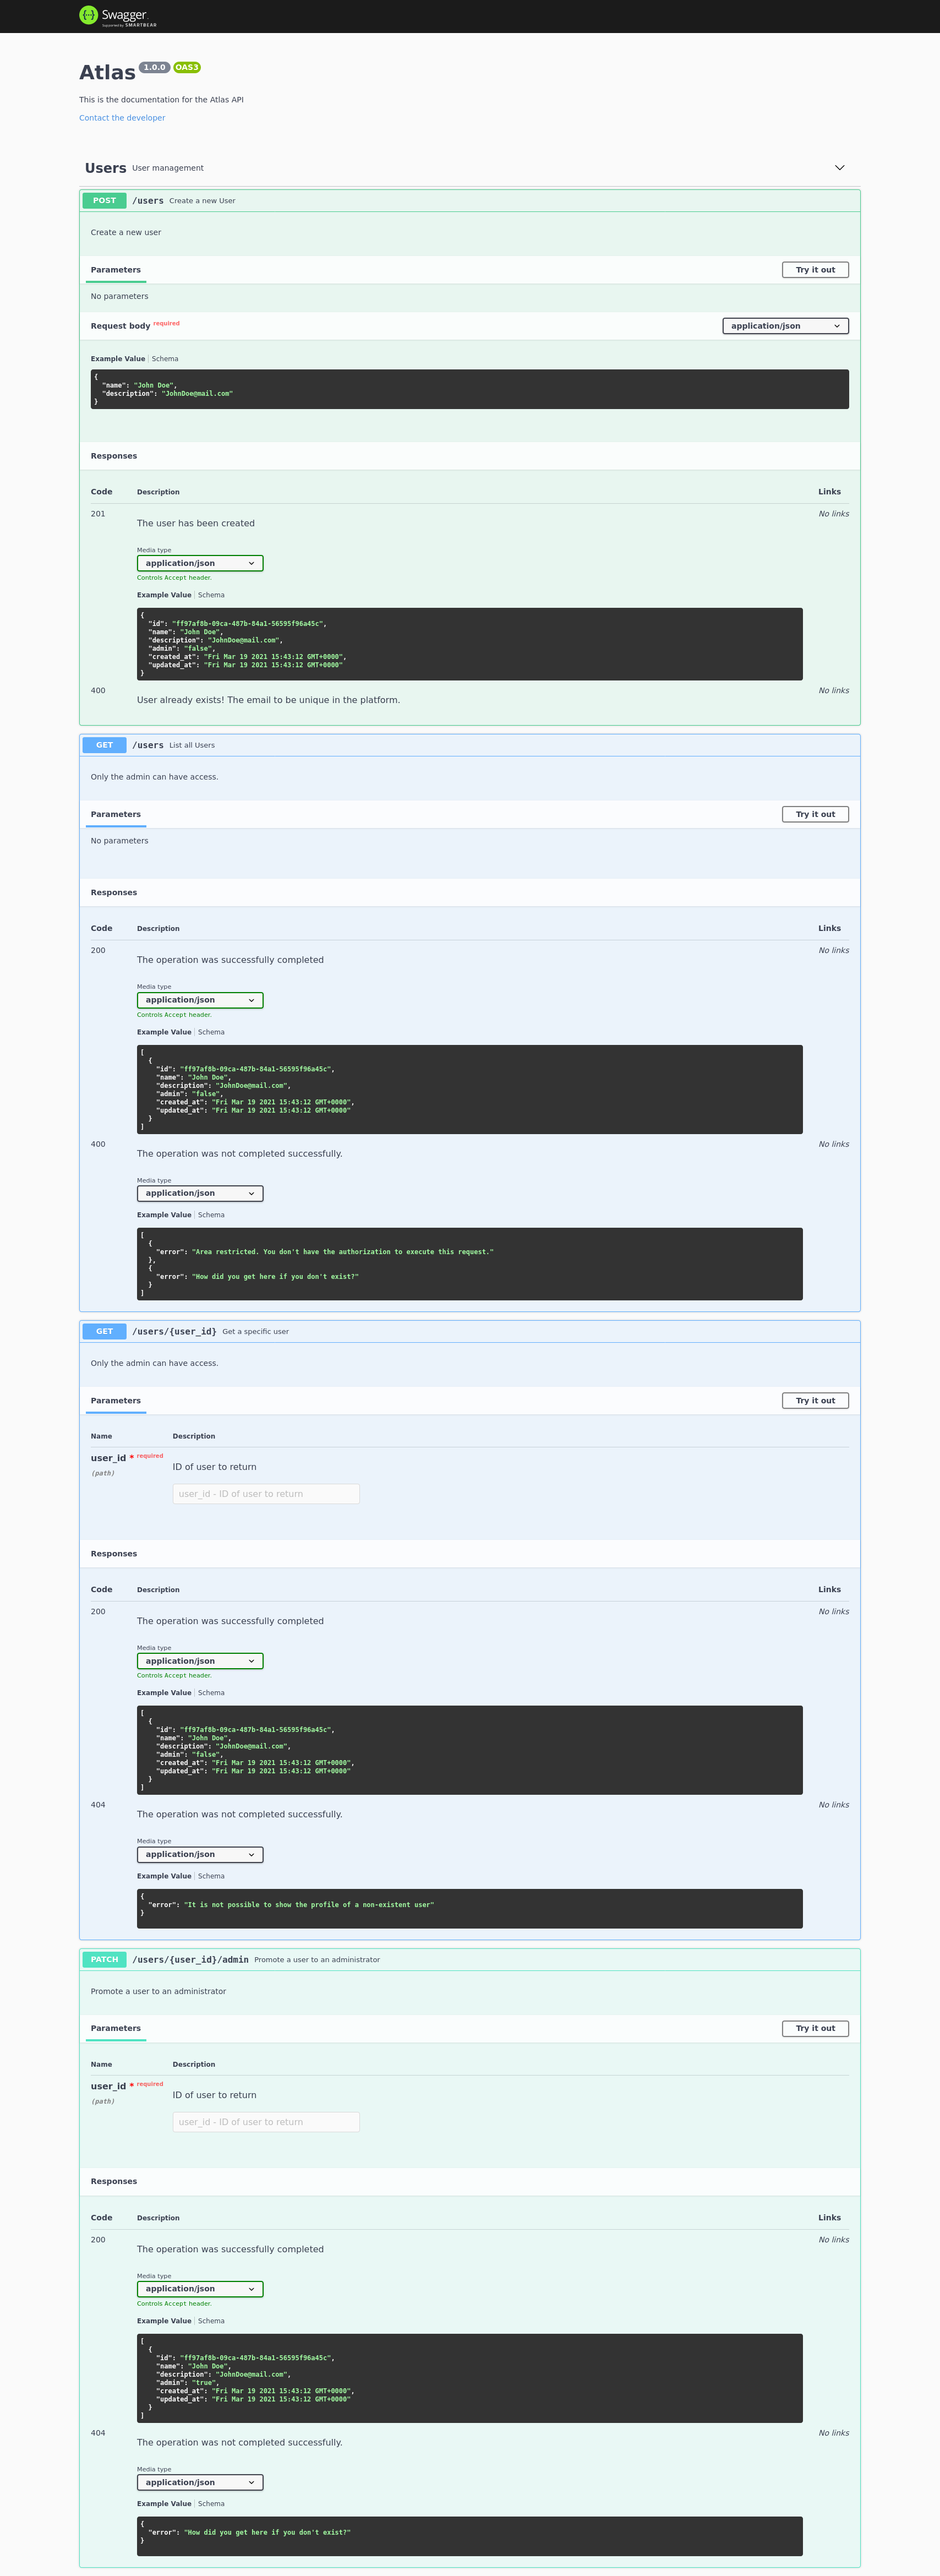 Swagger.
Supported by SMARTBEAR
Atlas 1.0.0 OAS3
This is the documentation for the Atlas API
Contact the developer
Users User management
POST /users Create a new User
Create a new user
Parameters Try it out
No parameters
Request body required application/json
Example Value Schema
{
"name": "John Doe",
"description": "JohnDoe@mail.com"
}
Responses
Code Description Links
201 No links
The user has been created
Media type
application/json
Controls Accept header.
Example Value Schema
{
"id": "ff97af8b-09ca-487b-84a1-56595f96a45c",
"name": "John Doe",
"description": "JohnDoe@mail.com",
"admin": "false",
"created_at": "Fri Mar 19 2021 15:43:12 GMT+0000",
"updated_at": "Fri Mar 19 2021 15:43:12 GMT+0000"
}
400 No links
User already exists! The email to be unique in the platform.
GET /users List all Users
Only the admin can have access.
Parameters Try it out
No parameters
Responses
Code Description Links
200 No links
The operation was successfully completed
Media type
application/json
Controls Accept header.
Example Value Schema
[
{
"id": "ff97af8b-09ca-487b-84a1-56595f96a45c",
"name": "John Doe",
"description": "JohnDoe@mail.com",
"admin": "false",
"created_at": "Fri Mar 19 2021 15:43:12 GMT+0000",
"updated_at": "Fri Mar 19 2021 15:43:12 GMT+0000"
}
]
400 No links
The operation was not completed successfully.
Media type
application/json
Example Value Schema
[
{
"error": "Area restricted. You don't have the authorization to execute this request."
},
{
"error": "How did you get here if you don't exist?"
}
]
GET /users/{user_id} Get a specific user
Only the admin can have access.
Parameters Try it out
Name Description
user_id * required
(path)
ID of user to return
user_id - ID of user to return
Responses
Code Description Links
200 No links
The operation was successfully completed
Media type
application/json
Controls Accept header.
Example Value Schema
[
{
"id": "ff97af8b-09ca-487b-84a1-56595f96a45c",
"name": "John Doe",
"description": "JohnDoe@mail.com",
"admin": "false",
"created_at": "Fri Mar 19 2021 15:43:12 GMT+0000",
"updated_at": "Fri Mar 19 2021 15:43:12 GMT+0000"
}
]
404 No links
The operation was not completed successfully.
Media type
application/json
Example Value Schema
{
"error": "It is not possible to show the profile of a non-existent user"
}
PATCH /users/{user_id}/admin Promote a user to an administrator
Promote a user to an administrator
Parameters Try it out
Name Description
user_id * required
(path)
ID of user to return
user_id - ID of user to return
Responses
Code Description Links
200 No links
The operation was successfully completed
Media type
application/json
Controls Accept header.
Example Value Schema
[
{
"id": "ff97af8b-09ca-487b-84a1-56595f96a45c",
"name": "John Doe",
"description": "JohnDoe@mail.com",
"admin": "true",
"created_at": "Fri Mar 19 2021 15:43:12 GMT+0000",
"updated_at": "Fri Mar 19 2021 15:43:12 GMT+0000"
}
]
404 No links
The operation was not completed successfully.
Media type
application/json
Example Value Schema
{
"error": "How did you get here if you don't exist?"
}